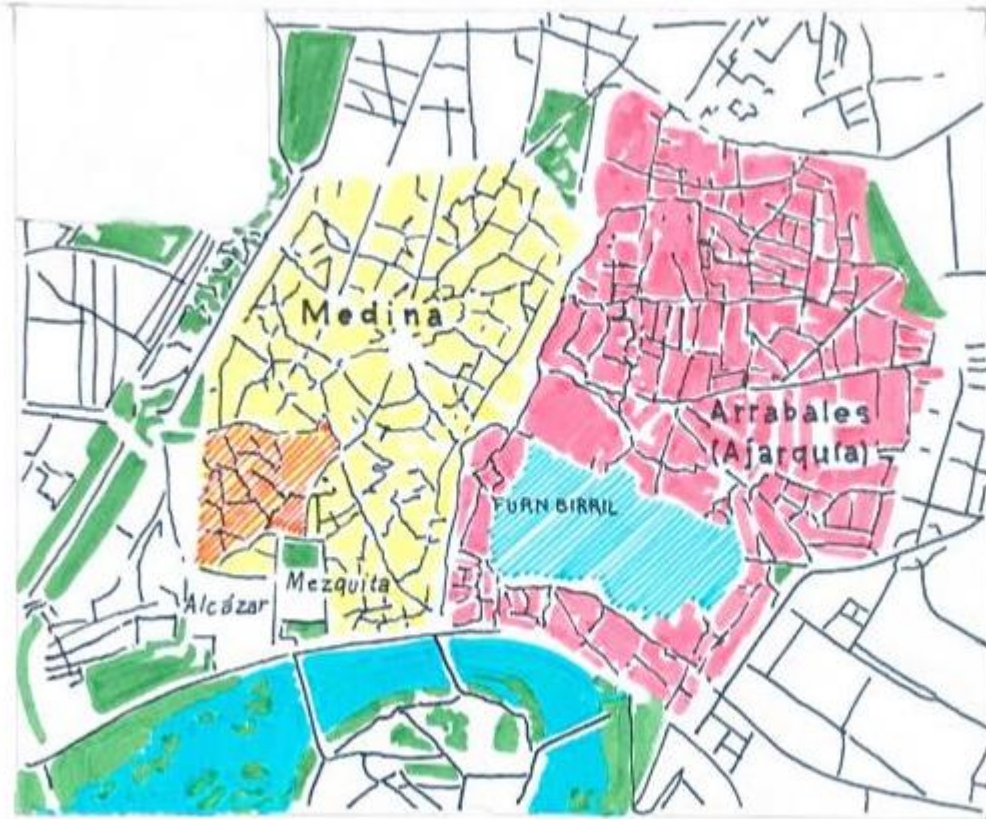 Medina
Arrabales
(Ajarquía)
FURN BIRRIL
Mezquita
Alcázar